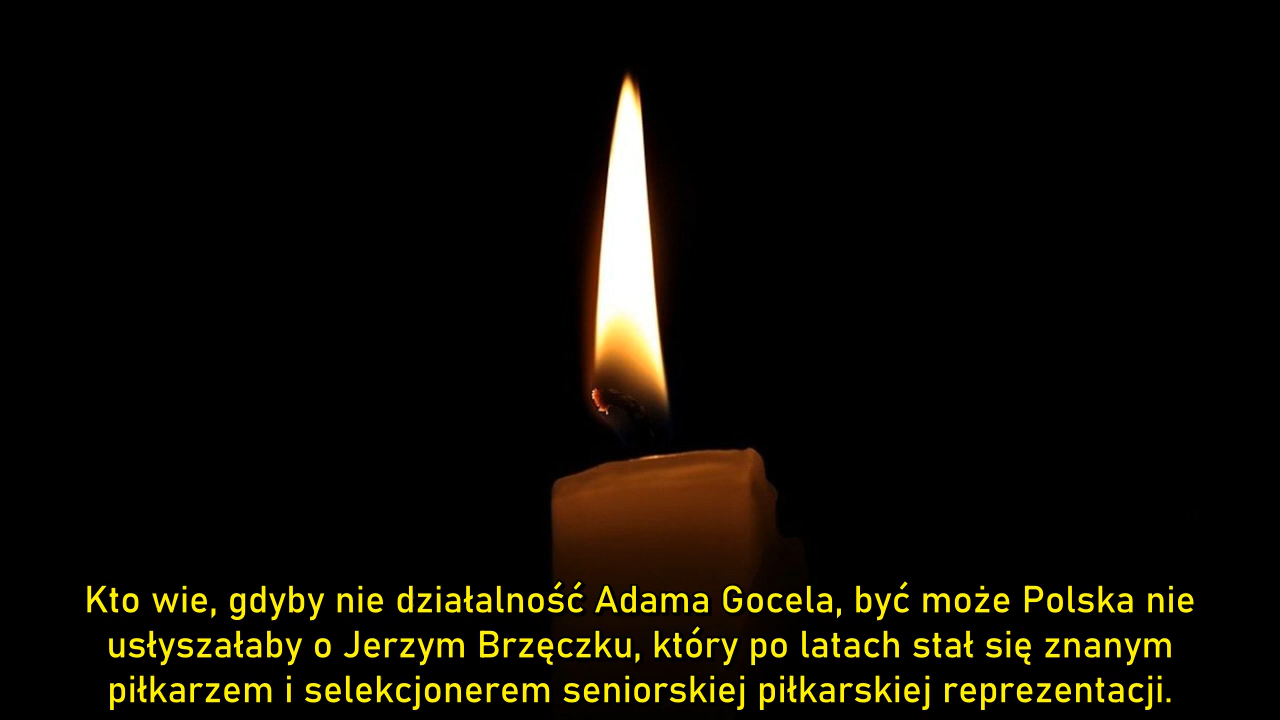 Kto wie, gdyby nie działalność Adama Gocela, być może Polska nie
usłyszałaby o Jerzym Brzęczku, który po latach stał się znanym
piłkarzem i selekcjonerem seniorskiej piłkarskiej reprezentacji.